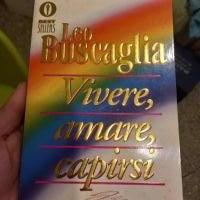 BEST
SELLERS
Leo
Buscaglia
Vivere,
amare,
capirsi